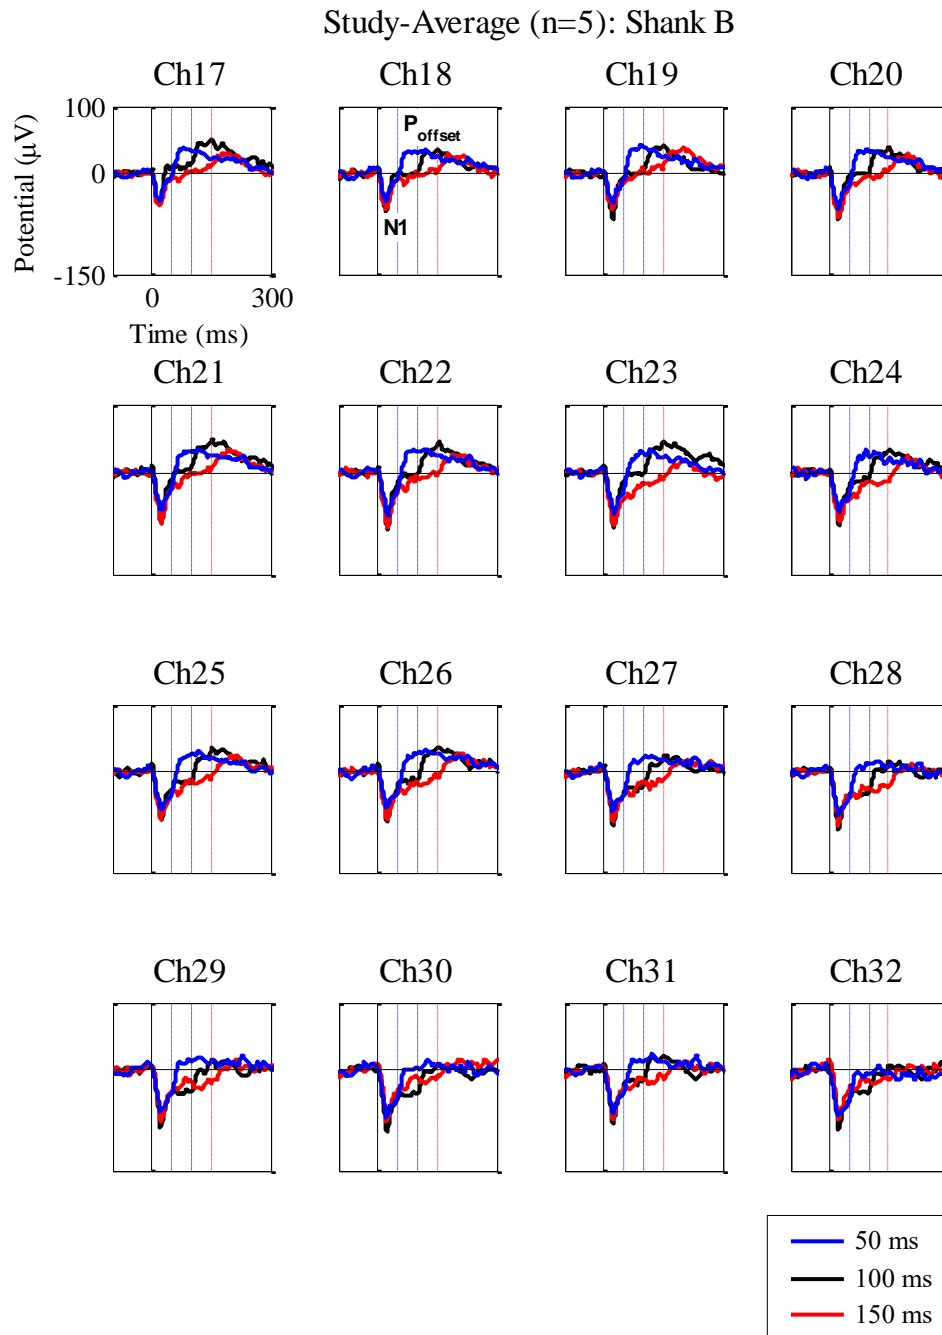 Study-Average (n=5): Shank B
Ch17 Ch18 Ch19 Ch20
100
0
-150
Potential (μV)
0 300
Time (ms)
P offset
N1
Ch21 Ch22 Ch23 Ch24
Ch25 Ch26 Ch27 Ch28
Ch29 Ch30 Ch31 Ch32
50 ms
100 ms
150 ms